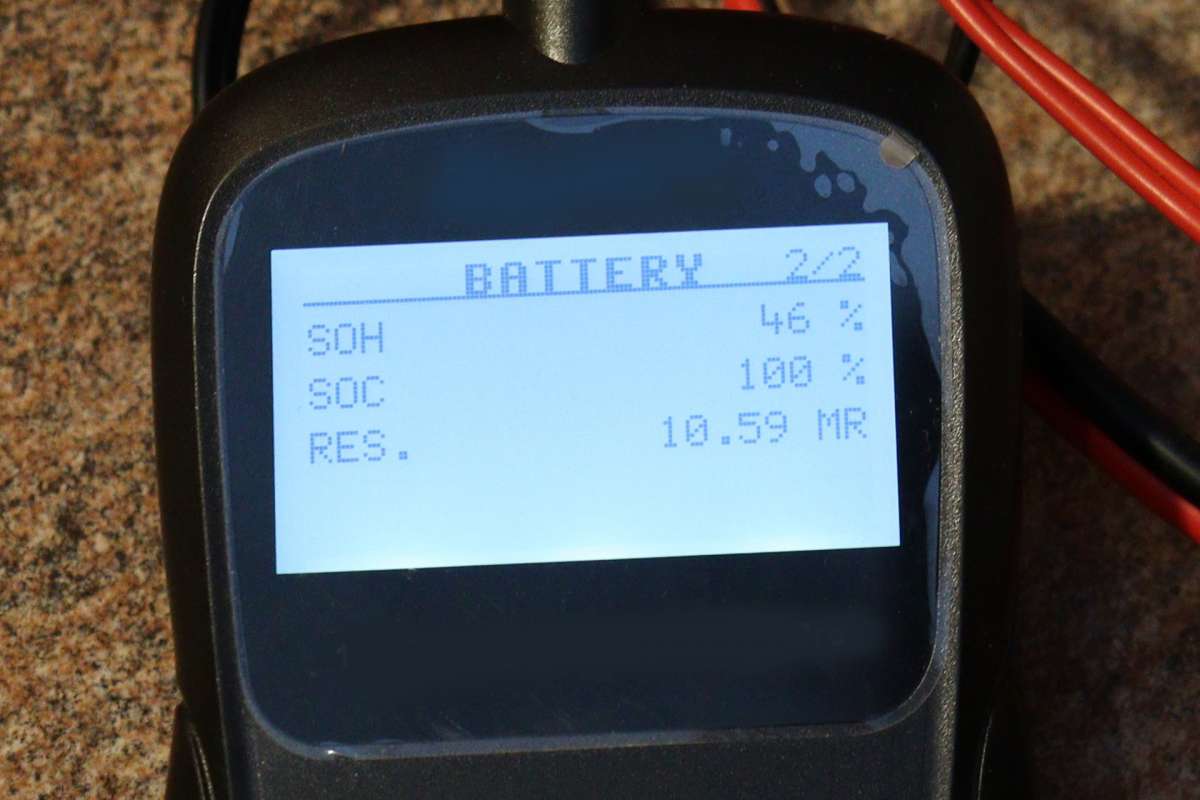 BATTERY 2/2
SOH 46 %
SOC 100 %
RES. 10.59 MR